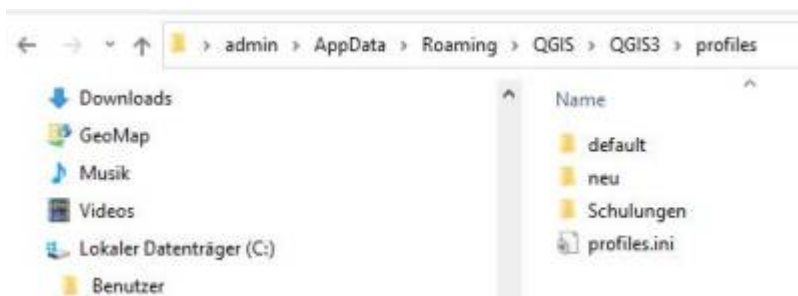 admin > AppData > Roaming > QGIS > QGIS3 > profiles
Downloads
GeoMap
Musik
Videos
Lokaler Datenträger (C:)
Benutzer
Name
default
neu
Schulungen
profiles.ini